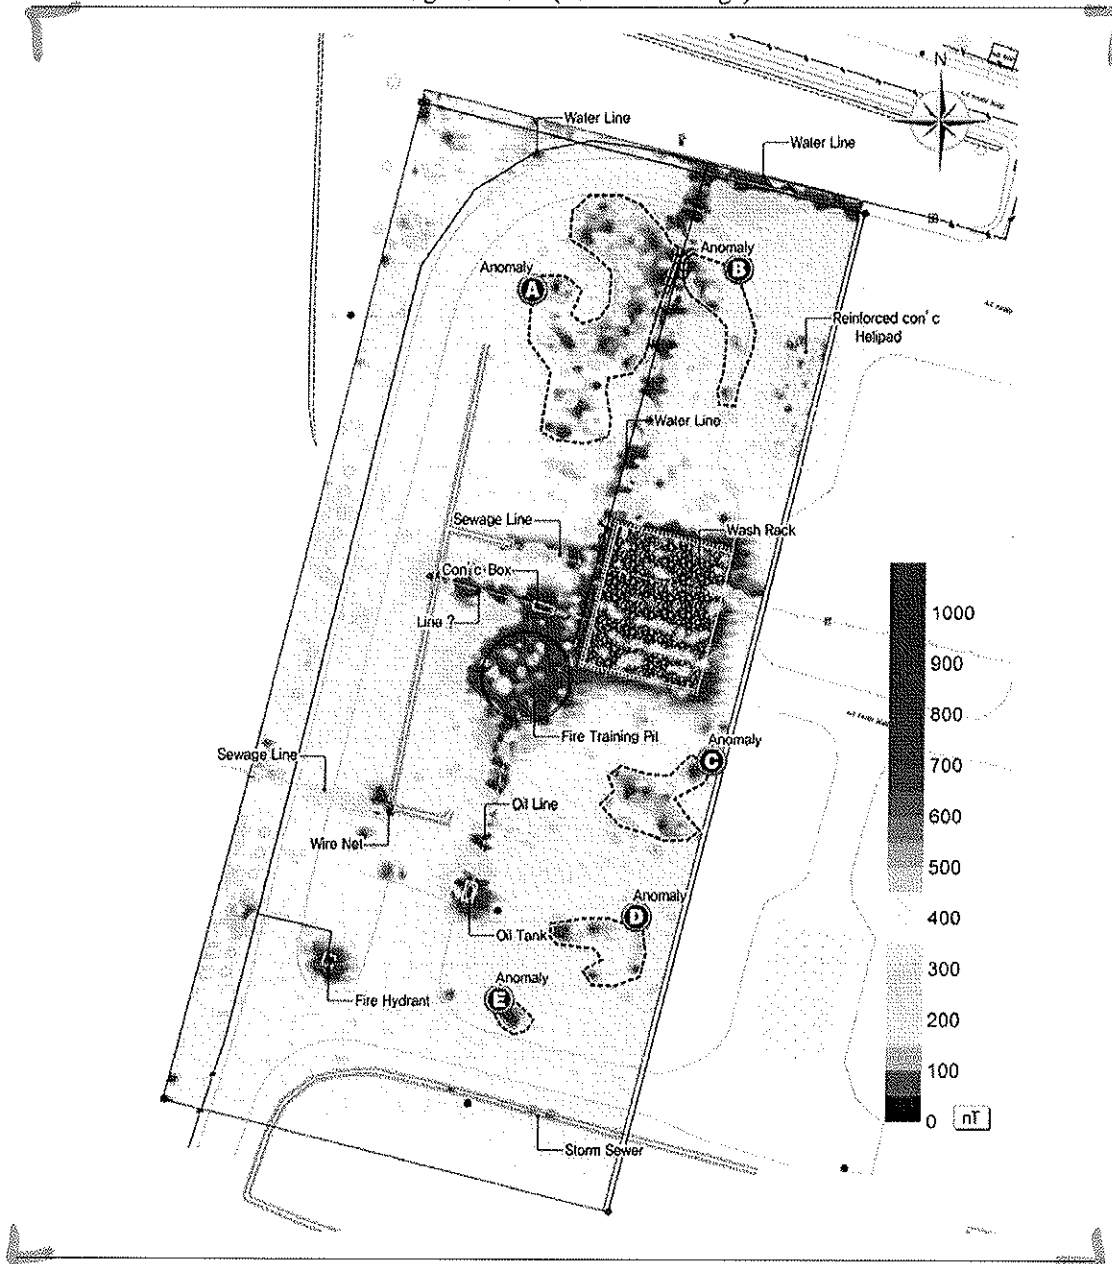 N
Water Line
Water Line
Anomaly
B
Anomaly
A
Reinforced con'c
Helipad
Water Line
Sewage Line
Wash Rack
Con'c Box
Line ?
Fire Training Pit
Anomaly
C
Sewage Line
Oil Line
Wire Net
Anomaly
D
Oil Tank
Anomaly
E
Fire Hydrant
Storm Sewer
1000
900
800
700
600
500
400
300
200
100
0
nT